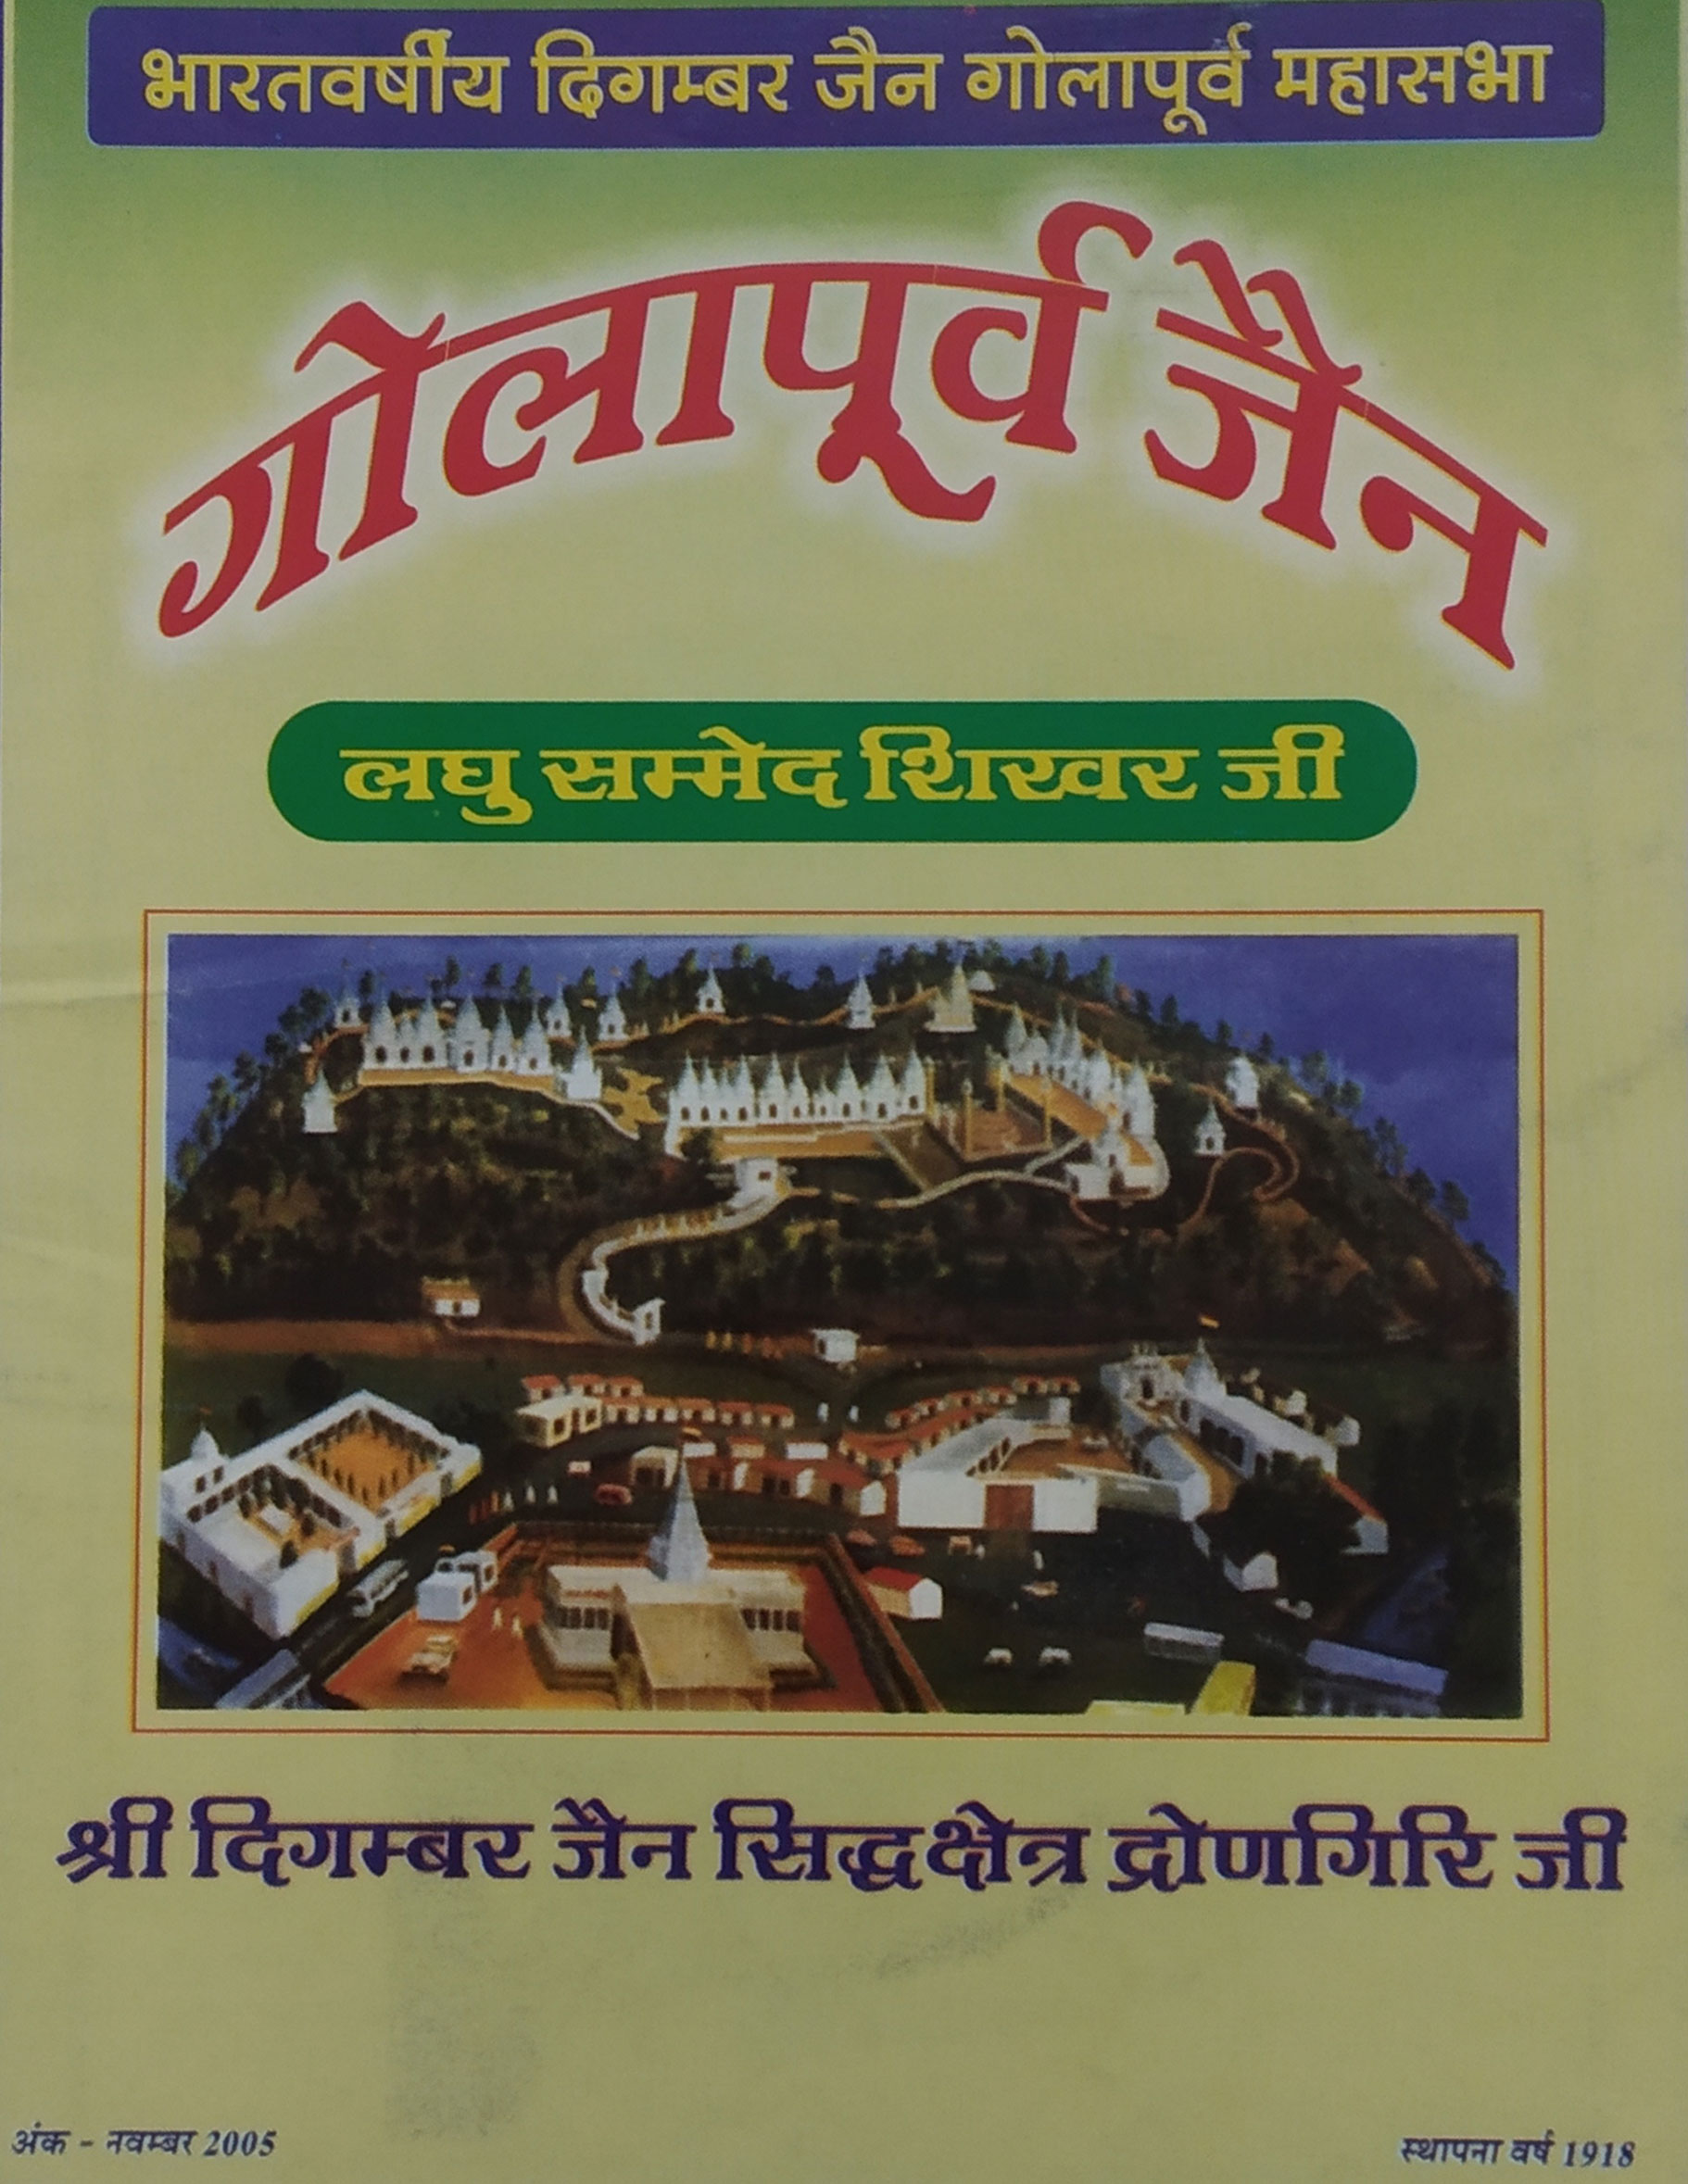 भारतवर्षीय दिगम्बर जैन गोलापूर्व महासभा
गोलापूर्व जैन
लघु सम्मेद शिखर जी
श्री दिगम्बर जैन सिद्धक्षेत्र द्रोणगिरि जी
अंक - नवम्बर 2005
स्थापना वर्ष 1918